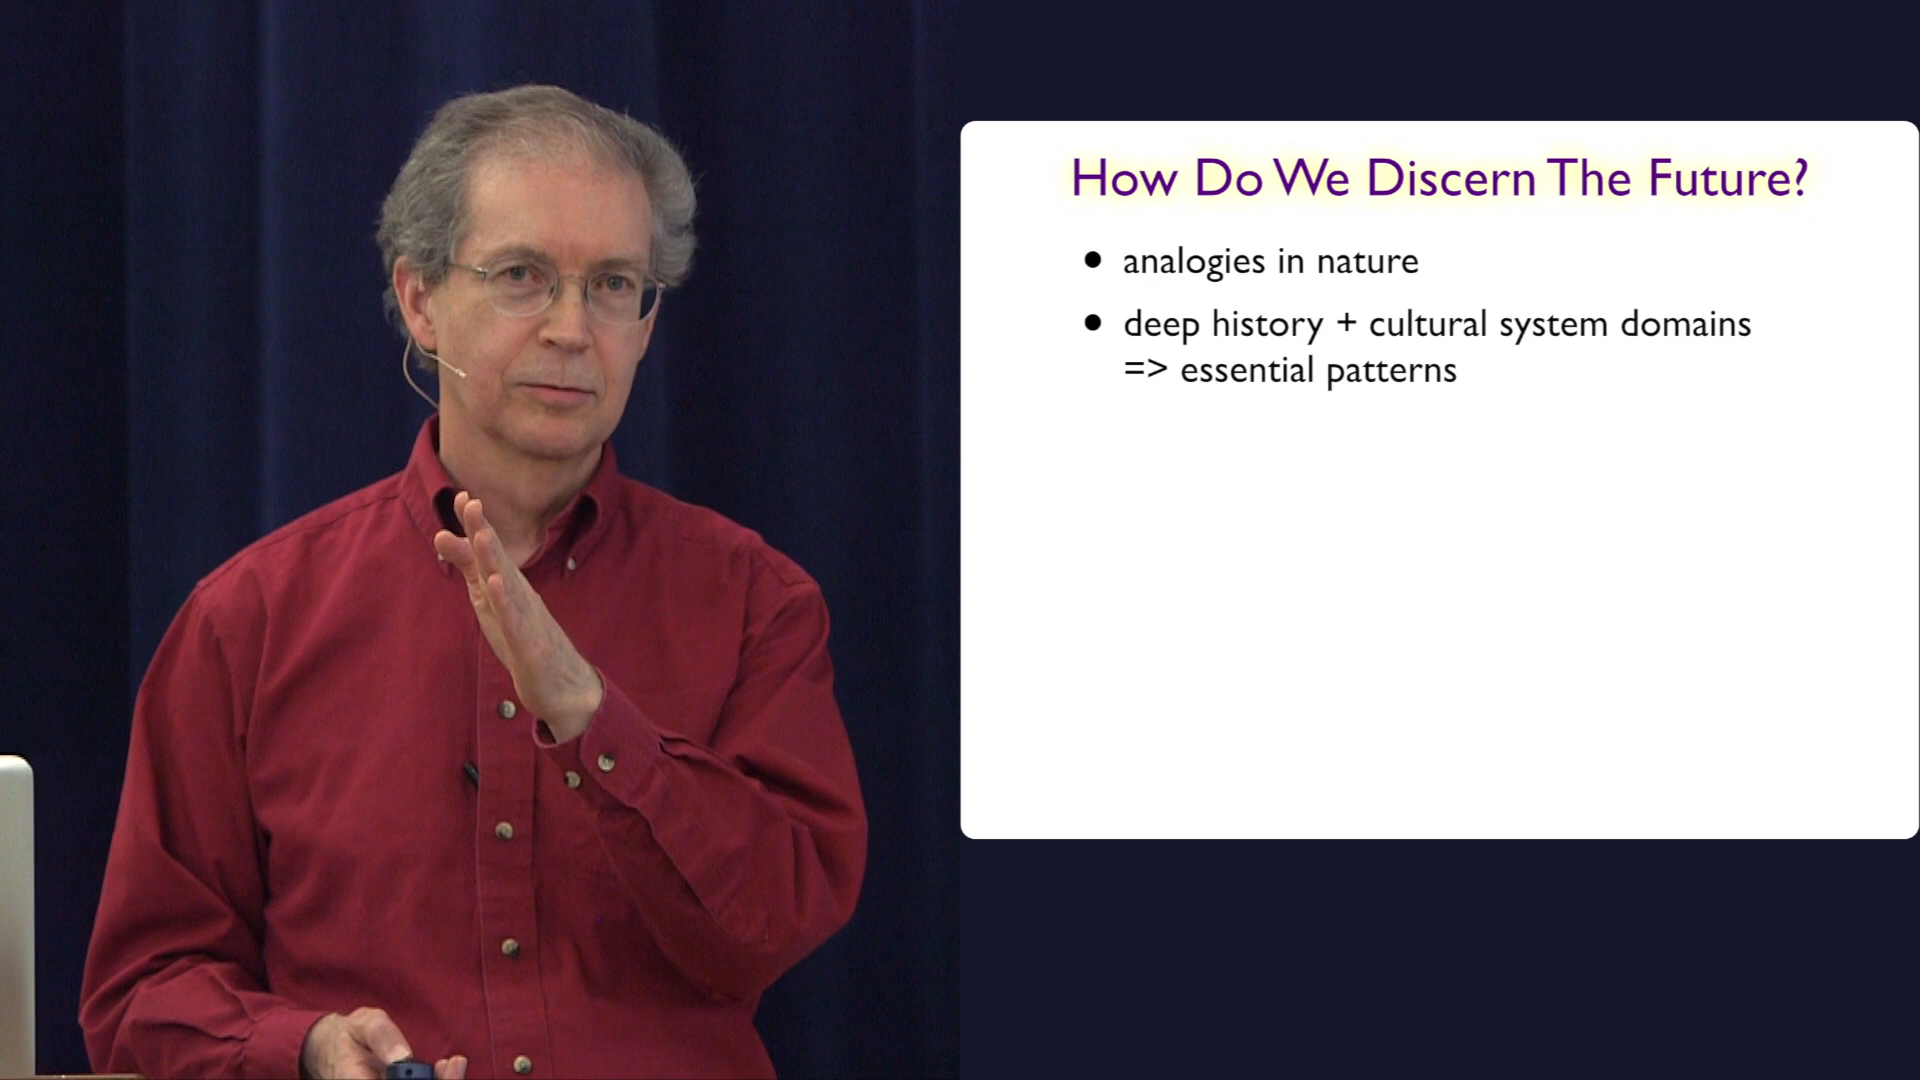 How Do We Discern The Future?
• analogies in nature
• deep history + cultural system domains
=> essential patterns